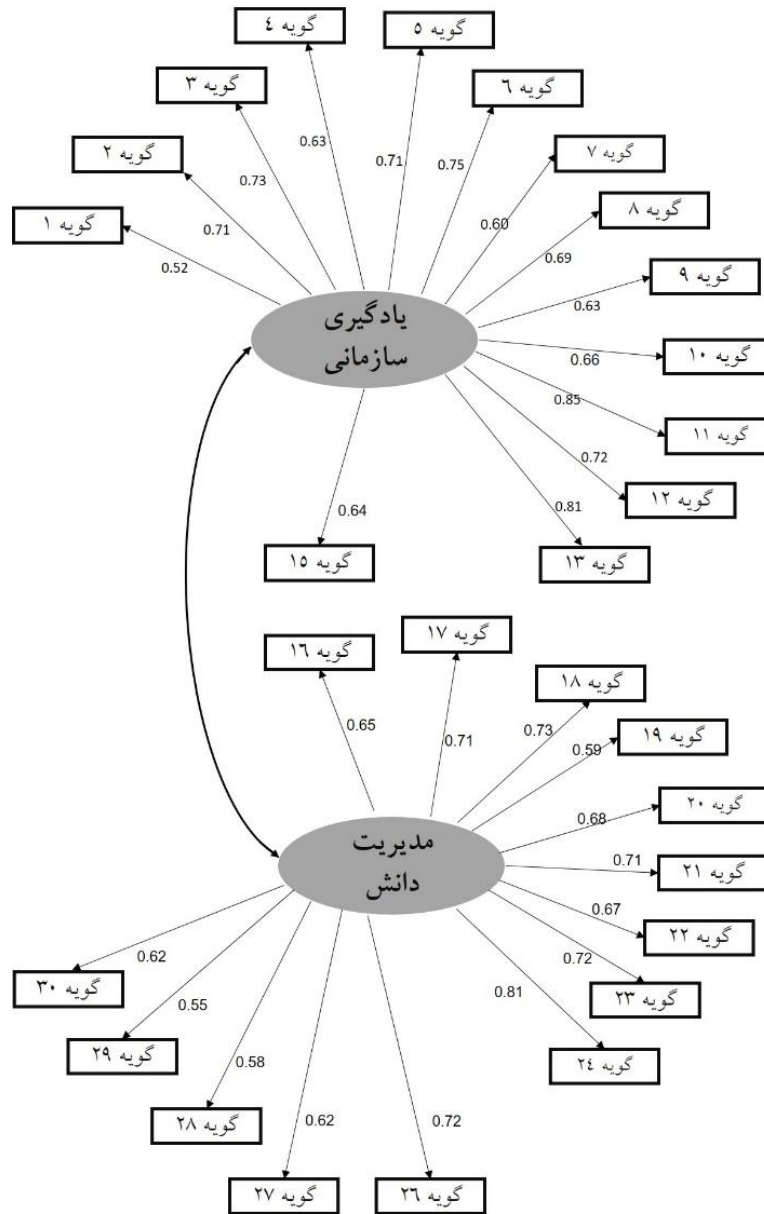 گویه ٤
گویه ٥
گویه ٣
گویه ٦
گویه ٢
گویه ٧
گویه ١
گویه ٨
گویه ٩
گویه ١٠
گویه ١١
گویه ١٢
گویه ١٣
گویه ١٥
0.52
0.71
0.73
0.63
0.71
0.75
0.60
0.69
0.63
0.66
0.85
0.72
0.81
0.64
یادگیری
سازمانی
گویه ١٦
گویه ١٧
گویه ١٨
گویه ١٩
گویه ٢٠
گویه ٢١
گویه ٢٢
گویه ٢٣
گویه ٢٤
گویه ٢٦
گویه ٢٧
گویه ٢٨
گویه ٢٩
گویه ٣٠
0.65
0.71
0.73
0.59
0.68
0.71
0.67
0.72
0.81
0.72
0.62
0.58
0.55
0.62
مدیریت
دانش